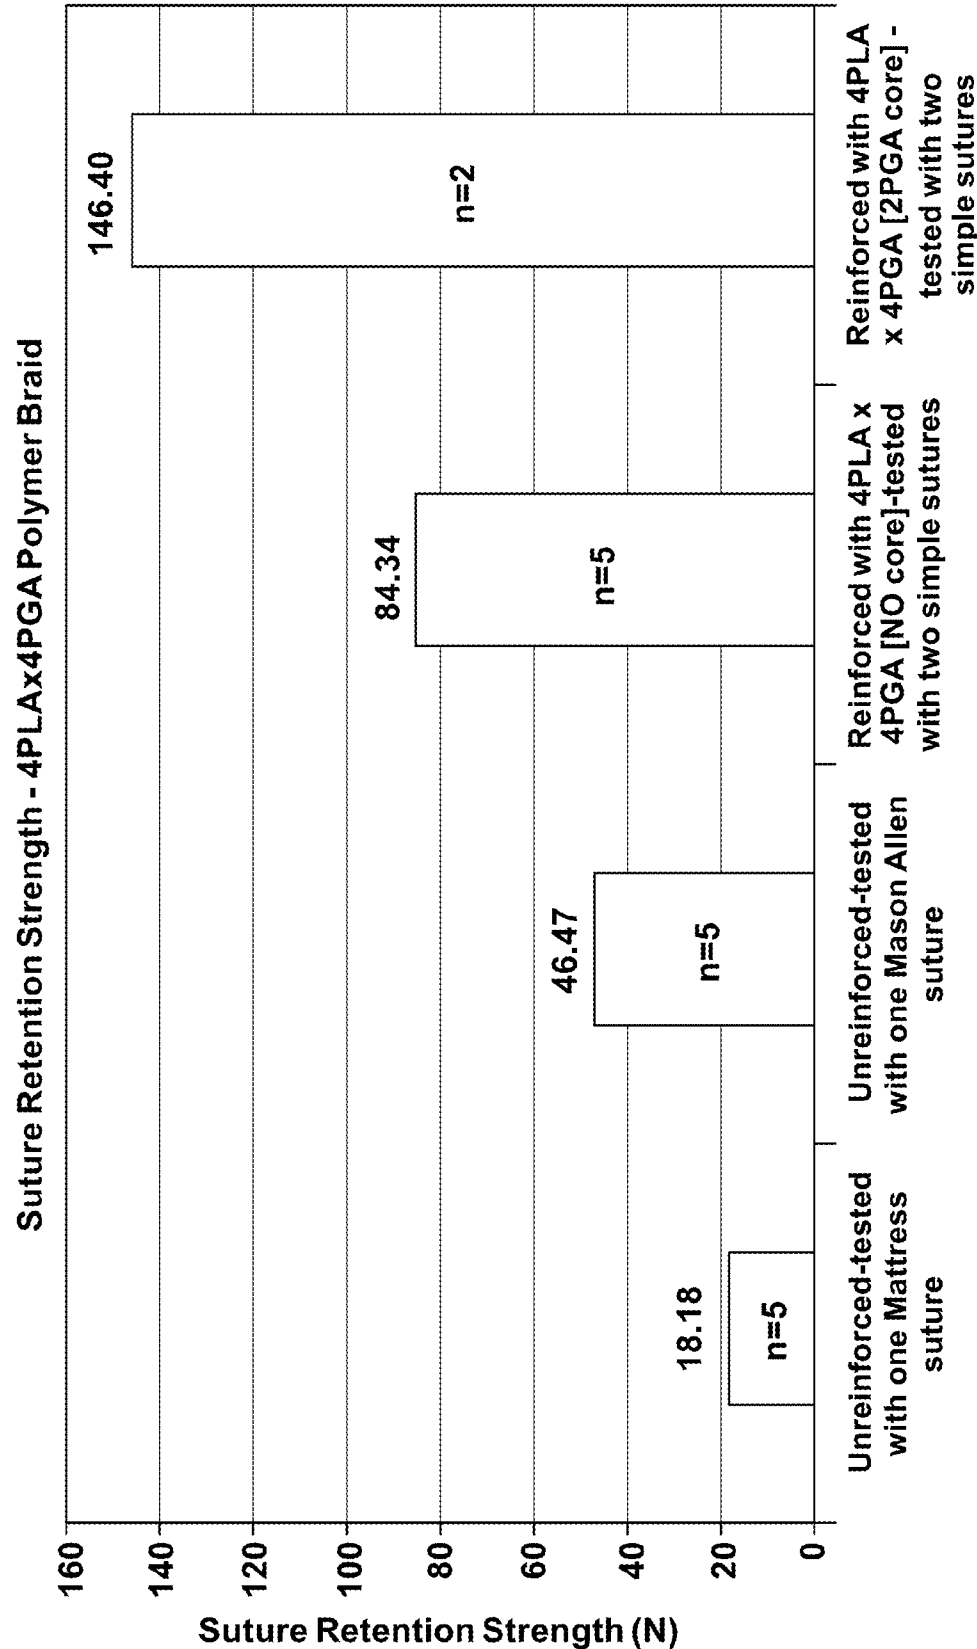 Suture Retention Strength - 4PLAx4PGA Polymer Braid
Suture Retention Strength (N)
160
140
120
100
80
60
40
20
0
18.18
n=5
46.47
n=5
84.34
n=5
146.40
n=2
Unreinforced-tested
with one Mattress
suture
Unreinforced-tested
with one Mason Allen
suture
Reinforced with 4PLA x
4PGA [NO core]-tested
with two simple sutures
Reinforced with 4PLA
x 4PGA [2PGA core] -
tested with two
simple sutures